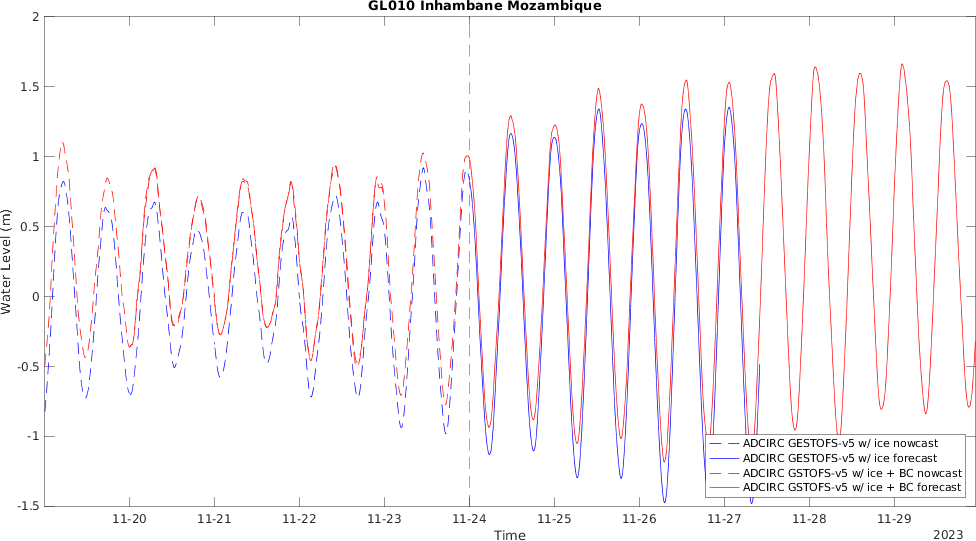 GL010 Inhambane Mozambique
2
1.5
1
0.5
0
-0.5
-1
-1.5
Water Level (m)
ADCIRC GESTOFS-v5 w/ ice nowcast
ADCIRC GESTOFS-v5 w/ ice forecast
ADCIRC GSTOFS-v5 w/ ice + BC nowcast
ADCIRC GSTOFS-v5 w/ ice + BC forecast
11-20 11-21 11-22 11-23 11-24 11-25 11-26 11-27 11-28 11-29
Time
2023